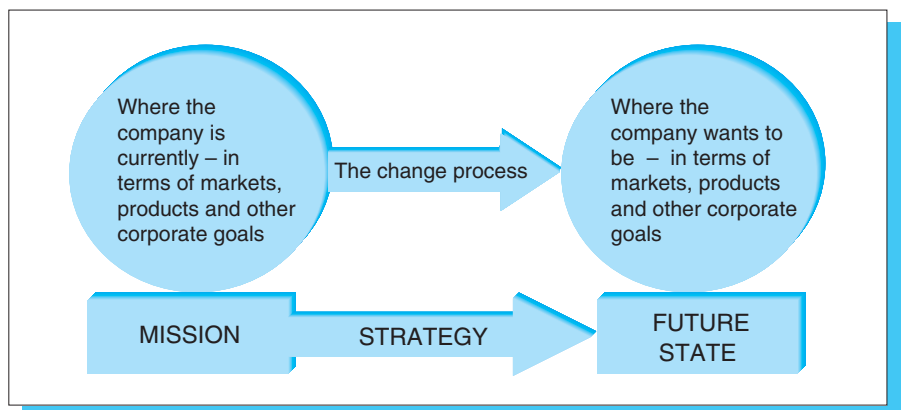 Where the
company is
currently – in
terms of markets,
products and other
corporate goals
The change process
Where the
company wants to
be – in terms of
markets, products
and other corporate
goals
MISSION
STRATEGY
FUTURE
STATE